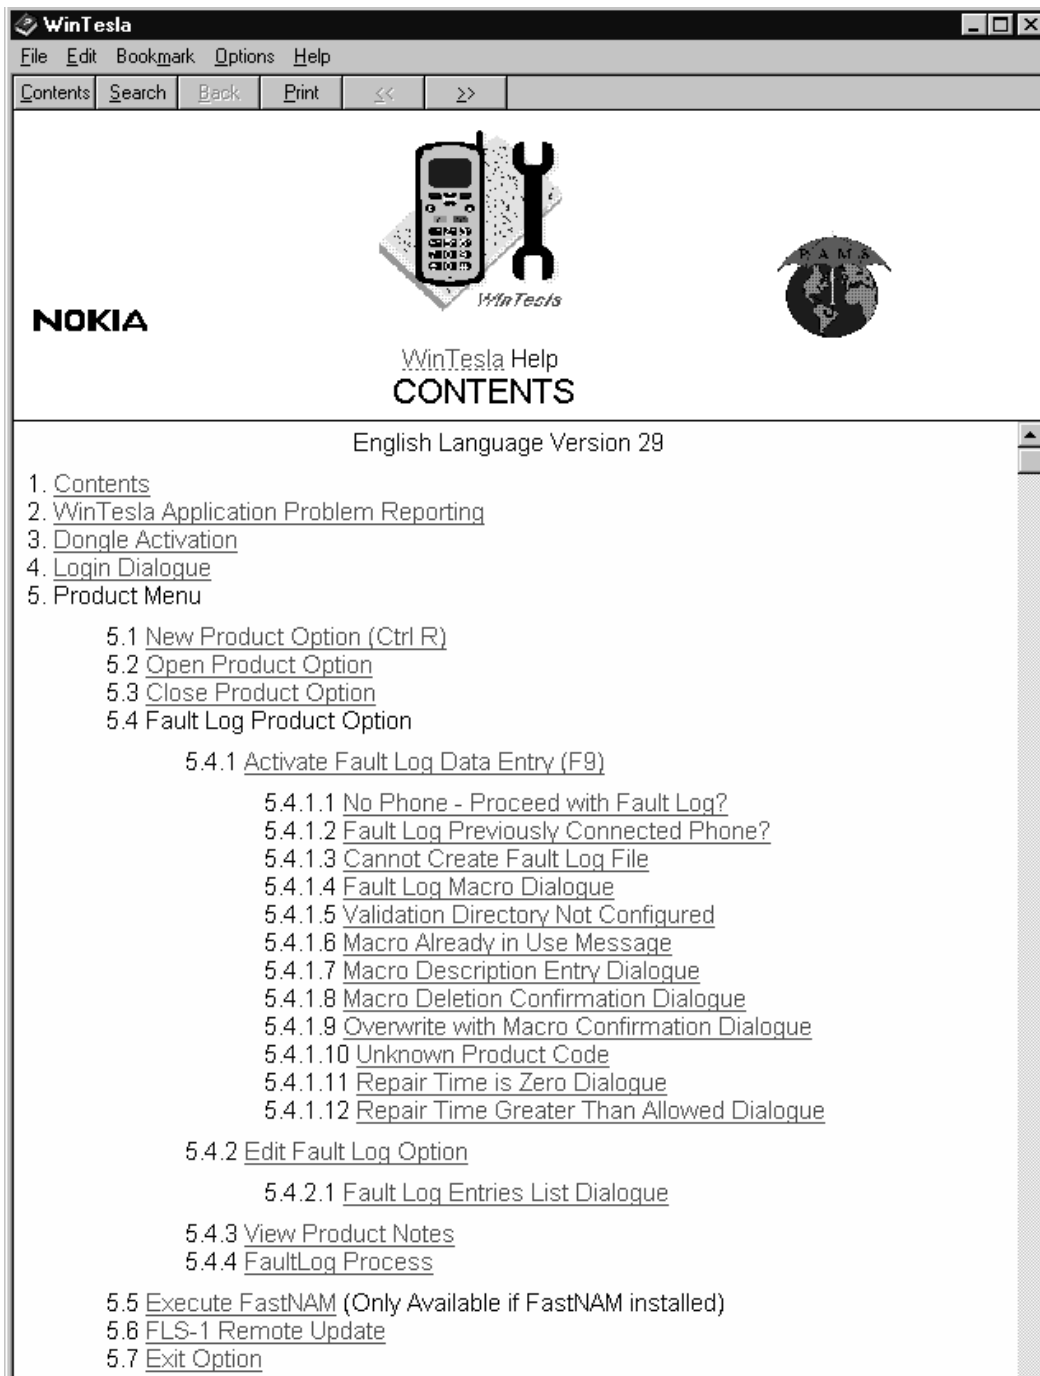 WinTesla
File Edit Bookmark Options Help
Contents Search Back Print << >>
WinTesla
P A M S
NOKIA
WinTesla Help
CONTENTS
English Language Version 29
1. Contents
2. WinTesla Application Problem Reporting
3. Dongle Activation
4. Login Dialogue
5. Product Menu
5.1 New Product Option (Ctrl R)
5.2 Open Product Option
5.3 Close Product Option
5.4 Fault Log Product Option
5.4.1 Activate Fault Log Data Entry (F9)
5.4.1.1 No Phone - Proceed with Fault Log?
5.4.1.2 Fault Log Previously Connected Phone?
5.4.1.3 Cannot Create Fault Log File
5.4.1.4 Fault Log Macro Dialogue
5.4.1.5 Validation Directory Not Configured
5.4.1.6 Macro Already in Use Message
5.4.1.7 Macro Description Entry Dialogue
5.4.1.8 Macro Deletion Confirmation Dialogue
5.4.1.9 Overwrite with Macro Confirmation Dialogue
5.4.1.10 Unknown Product Code
5.4.1.11 Repair Time is Zero Dialogue
5.4.1.12 Repair Time Greater Than Allowed Dialogue
5.4.2 Edit Fault Log Option
5.4.2.1 Fault Log Entries List Dialogue
5.4.3 View Product Notes
5.4.4 FaultLog Process
5.5 Execute FastNAM (Only Available if FastNAM installed)
5.6 FLS-1 Remote Update
5.7 Exit Option